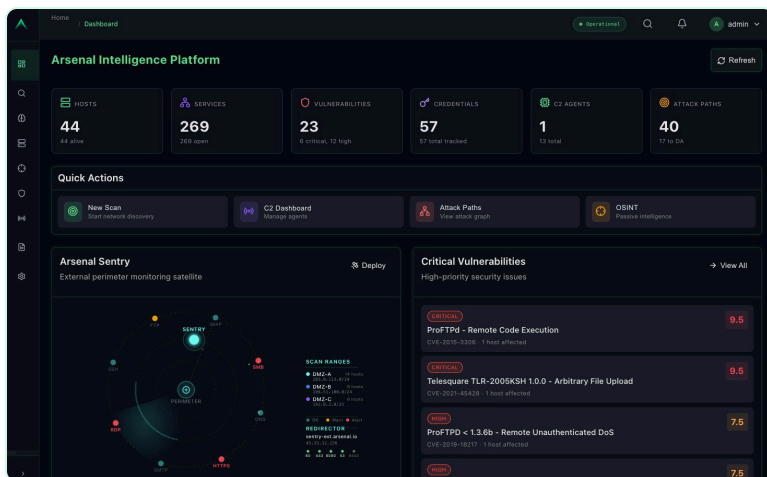 Home
/ Dashboard
Operational
A admin
Arsenal Intelligence Platform
Refresh
HOSTS
44
44 alive
SERVICES
269
269 open
VULNERABILITIES
23
6 critical, 12 high
CREDENTIALS
57
57 total tracked
C2 AGENTS
1
13 total
ATTACK PATHS
40
17 to DA
Quick Actions
New Scan
Start network discovery
C2 Dashboard
Manage agents
Attack Paths
View attack graph
OSINT
Passive intelligence
Arsenal Sentry
External perimeter monitoring satellite
Deploy
FTP
SENTRY
SSH
SMB
PERIMETER
DNS
RDP
SMTP
HTTPS
SCAN RANGES
DMZ-A 14 hosts
DMZ-B
DMZ-C
REDIRECTOR
sentry-ext.arsenal.io
Critical Vulnerabilities
High-priority security issues
View All
CRITICAL
ProFTPd - Remote Code Execution
CVE-2015-3306 · 1 host affected
9.5
CRITICAL
Telesquare TLR-2005KSH 1.0.0 - Arbitrary File Upload
CVE-2021-45428 · 1 host affected
9.5
HIGH
ProFTPD < 1.3.6b - Remote Unauthenticated DoS
CVE-2019-18217 · 1 host affected
7.5
HIGH
7.5